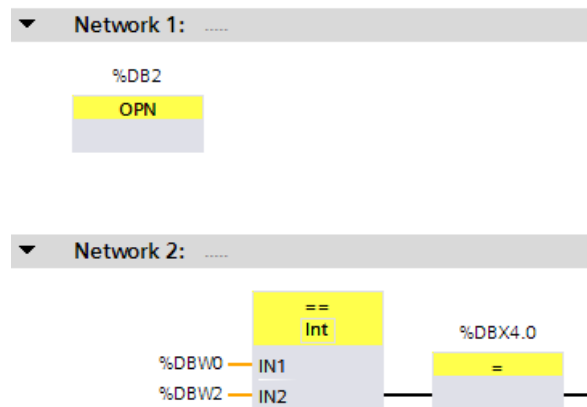 Network 1: .....
%DB2
OPN
Network 2: .....
==
Int
%DBX4.0
%DBW0 IN1
=
%DBW2 IN2